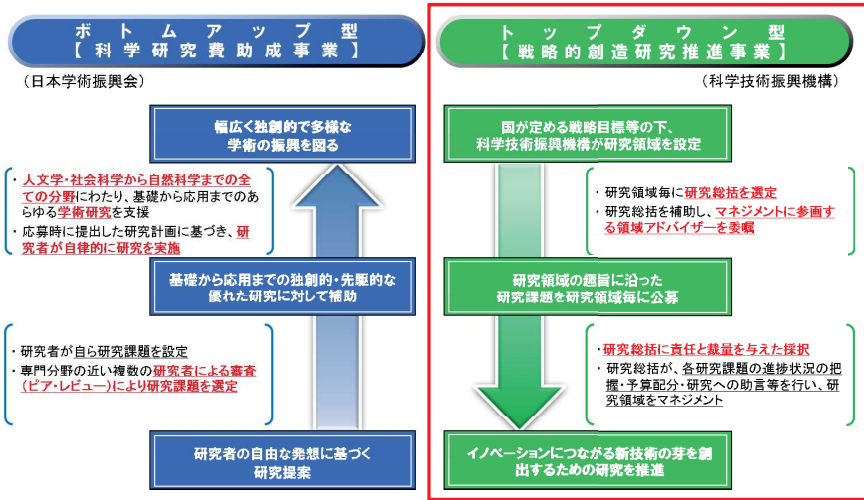 ボトムアップ型
【科学研究費助成事業】
(日本学術振興会)
幅広く独創的で多様な
学術の振興を図る
・人文学・社会科学から自然科学までの全
ての分野にわたり、基礎から応用までのあ
らゆる学術研究を支援
・応募時に提出した研究計画に基づき、研
究者が自律的に研究を実施
基礎から応用までの独創的・先駆的な
優れた研究に対して補助
・研究者が自ら研究課題を設定
・専門分野の近い複数の研究者による審査
(ピア・レビュー)により研究課題を選定
研究者の自由な発想に基づく
研究提案
トップダウン型
【戦略的創造研究推進事業】
(科学技術振興機構)
国が定める戦略目標等の下、
科学技術振興機構が研究領域を設定
・研究領域毎に研究総括を選定
・研究総括を補助し、マネジメントに参画す
る領域アドバイザーを委嘱
研究領域の趣旨に沿った
研究課題を研究領域毎に公募
・研究総括に責任と裁量を与えた採択
・研究総括が、各研究課題の進捗状況の把
握・予算配分・研究への助言等を行い、研
究領域をマネジメント
イノベーションにつながる新技術の芽を創
出するための研究を推進